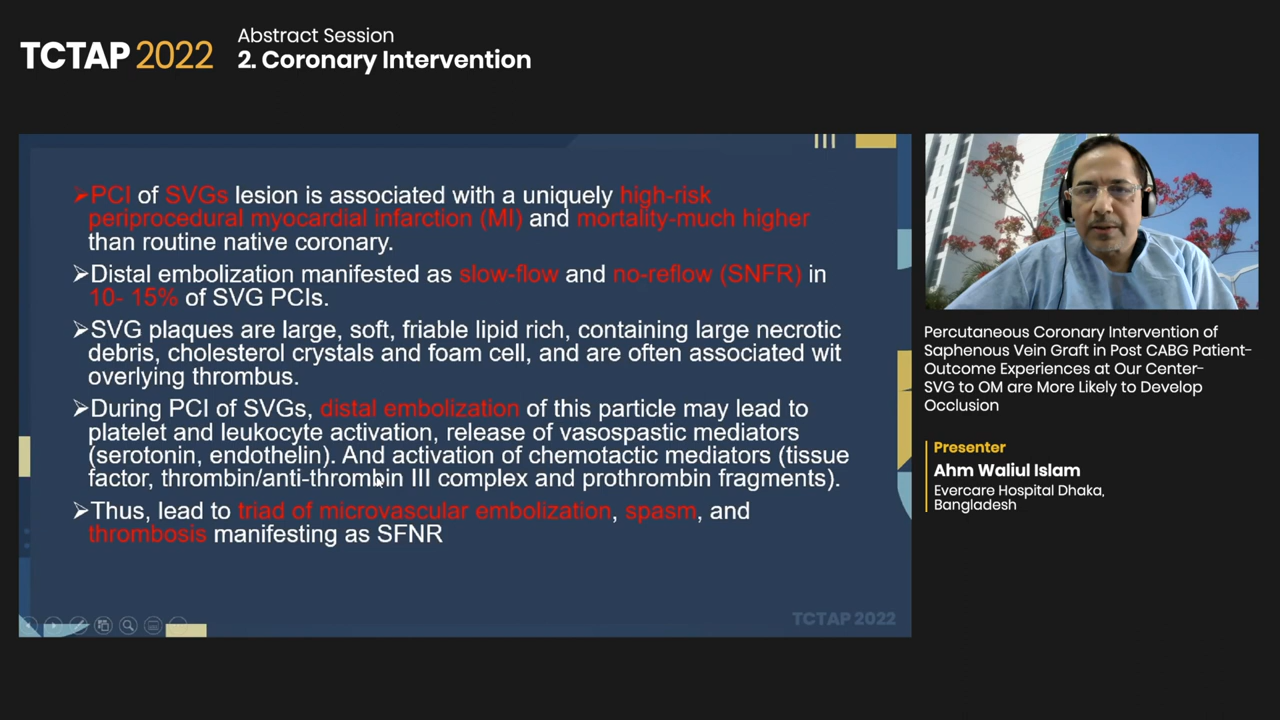 TCTAP 2022
Abstract Session
2. Coronary Intervention
➢PCI of SVGs lesion is associated with a uniquely high-risk
periprocedural myocardial infarction (MI) and mortality-much higher
than routine native coronary.
➢Distal embolization manifested as slow-flow and no-reflow (SNFR) in
10- 15% of SVG PCIs.
➢SVG plaques are large, soft, friable lipid rich, containing large necrotic
debris, cholesterol crystals and foam cell, and are often associated wit
overlying thrombus.
➢During PCI of SVGs, distal embolization of this particle may lead to
platelet and leukocyte activation, release of vasospastic mediators
(serotonin, endothelin). And activation of chemotactic mediators (tissue
factor, thrombin/anti-thrombin III complex and prothrombin fragments).
➢Thus, lead to triad of microvascular embolization, spasm, and
thrombosis manifesting as SFNR
TCTAP 2022
Percutaneous Coronary Intervention of
Saphenous Vein Graft in Post CABG Patient-
Outcome Experiences at Our Center-
SVG to OM are More Likely to Develop
Occlusion
Presenter
Ahm Waliul Islam
Evercare Hospital Dhaka,
Bangladesh